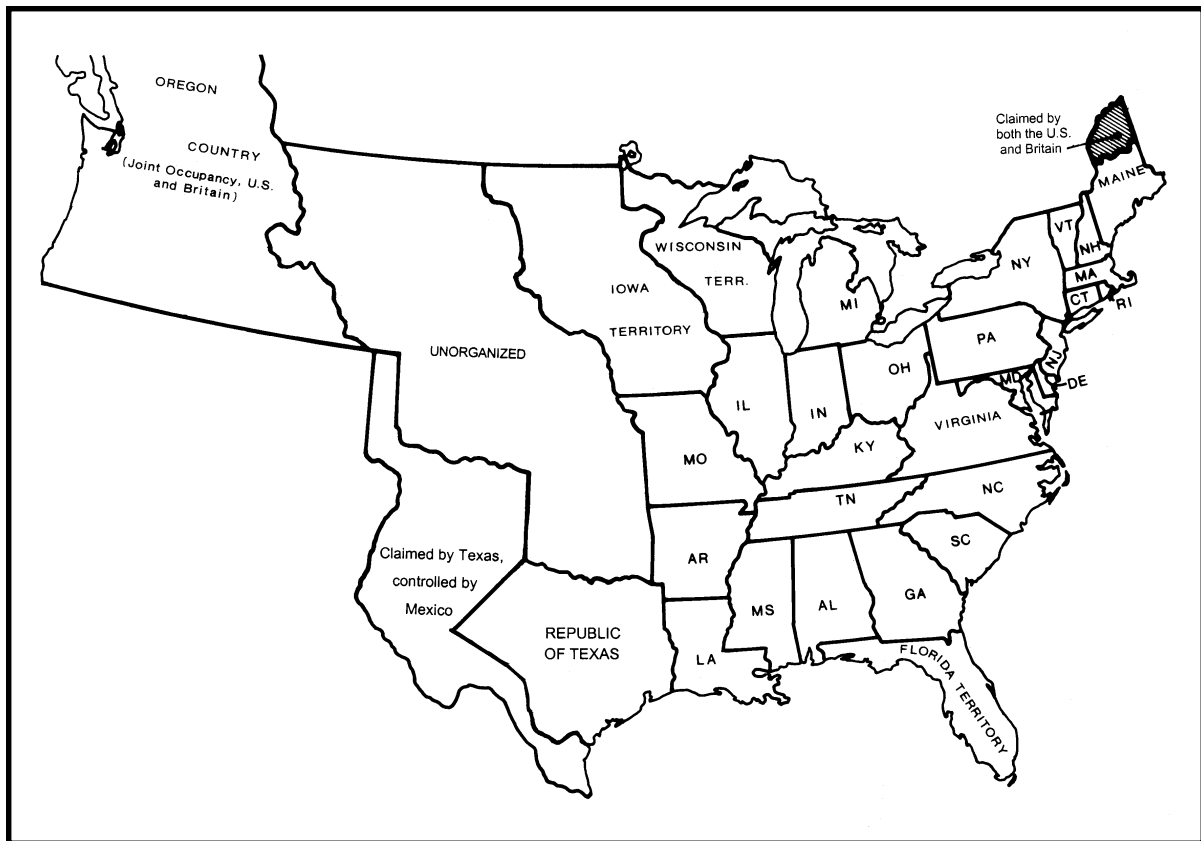 OREGON
COUNTRY
(Joint Occupancy, U.S.
and Britain)
Claimed by
both the U.S.
and Britain
MAINE
VT
NH
NY
MA
CT
RI
WISCONSIN
TERR.
MI
IOWA
TERRITORY
UNORGANIZED
PA
NJ
OH
MD
DE
IL
IN
VIRGINIA
KY
MO
NC
TN
SC
AR
Claimed by Texas,
controlled by
Mexico
MS
AL
GA
REPUBLIC
OF TEXAS
LA
FLORIDA TERRITORY